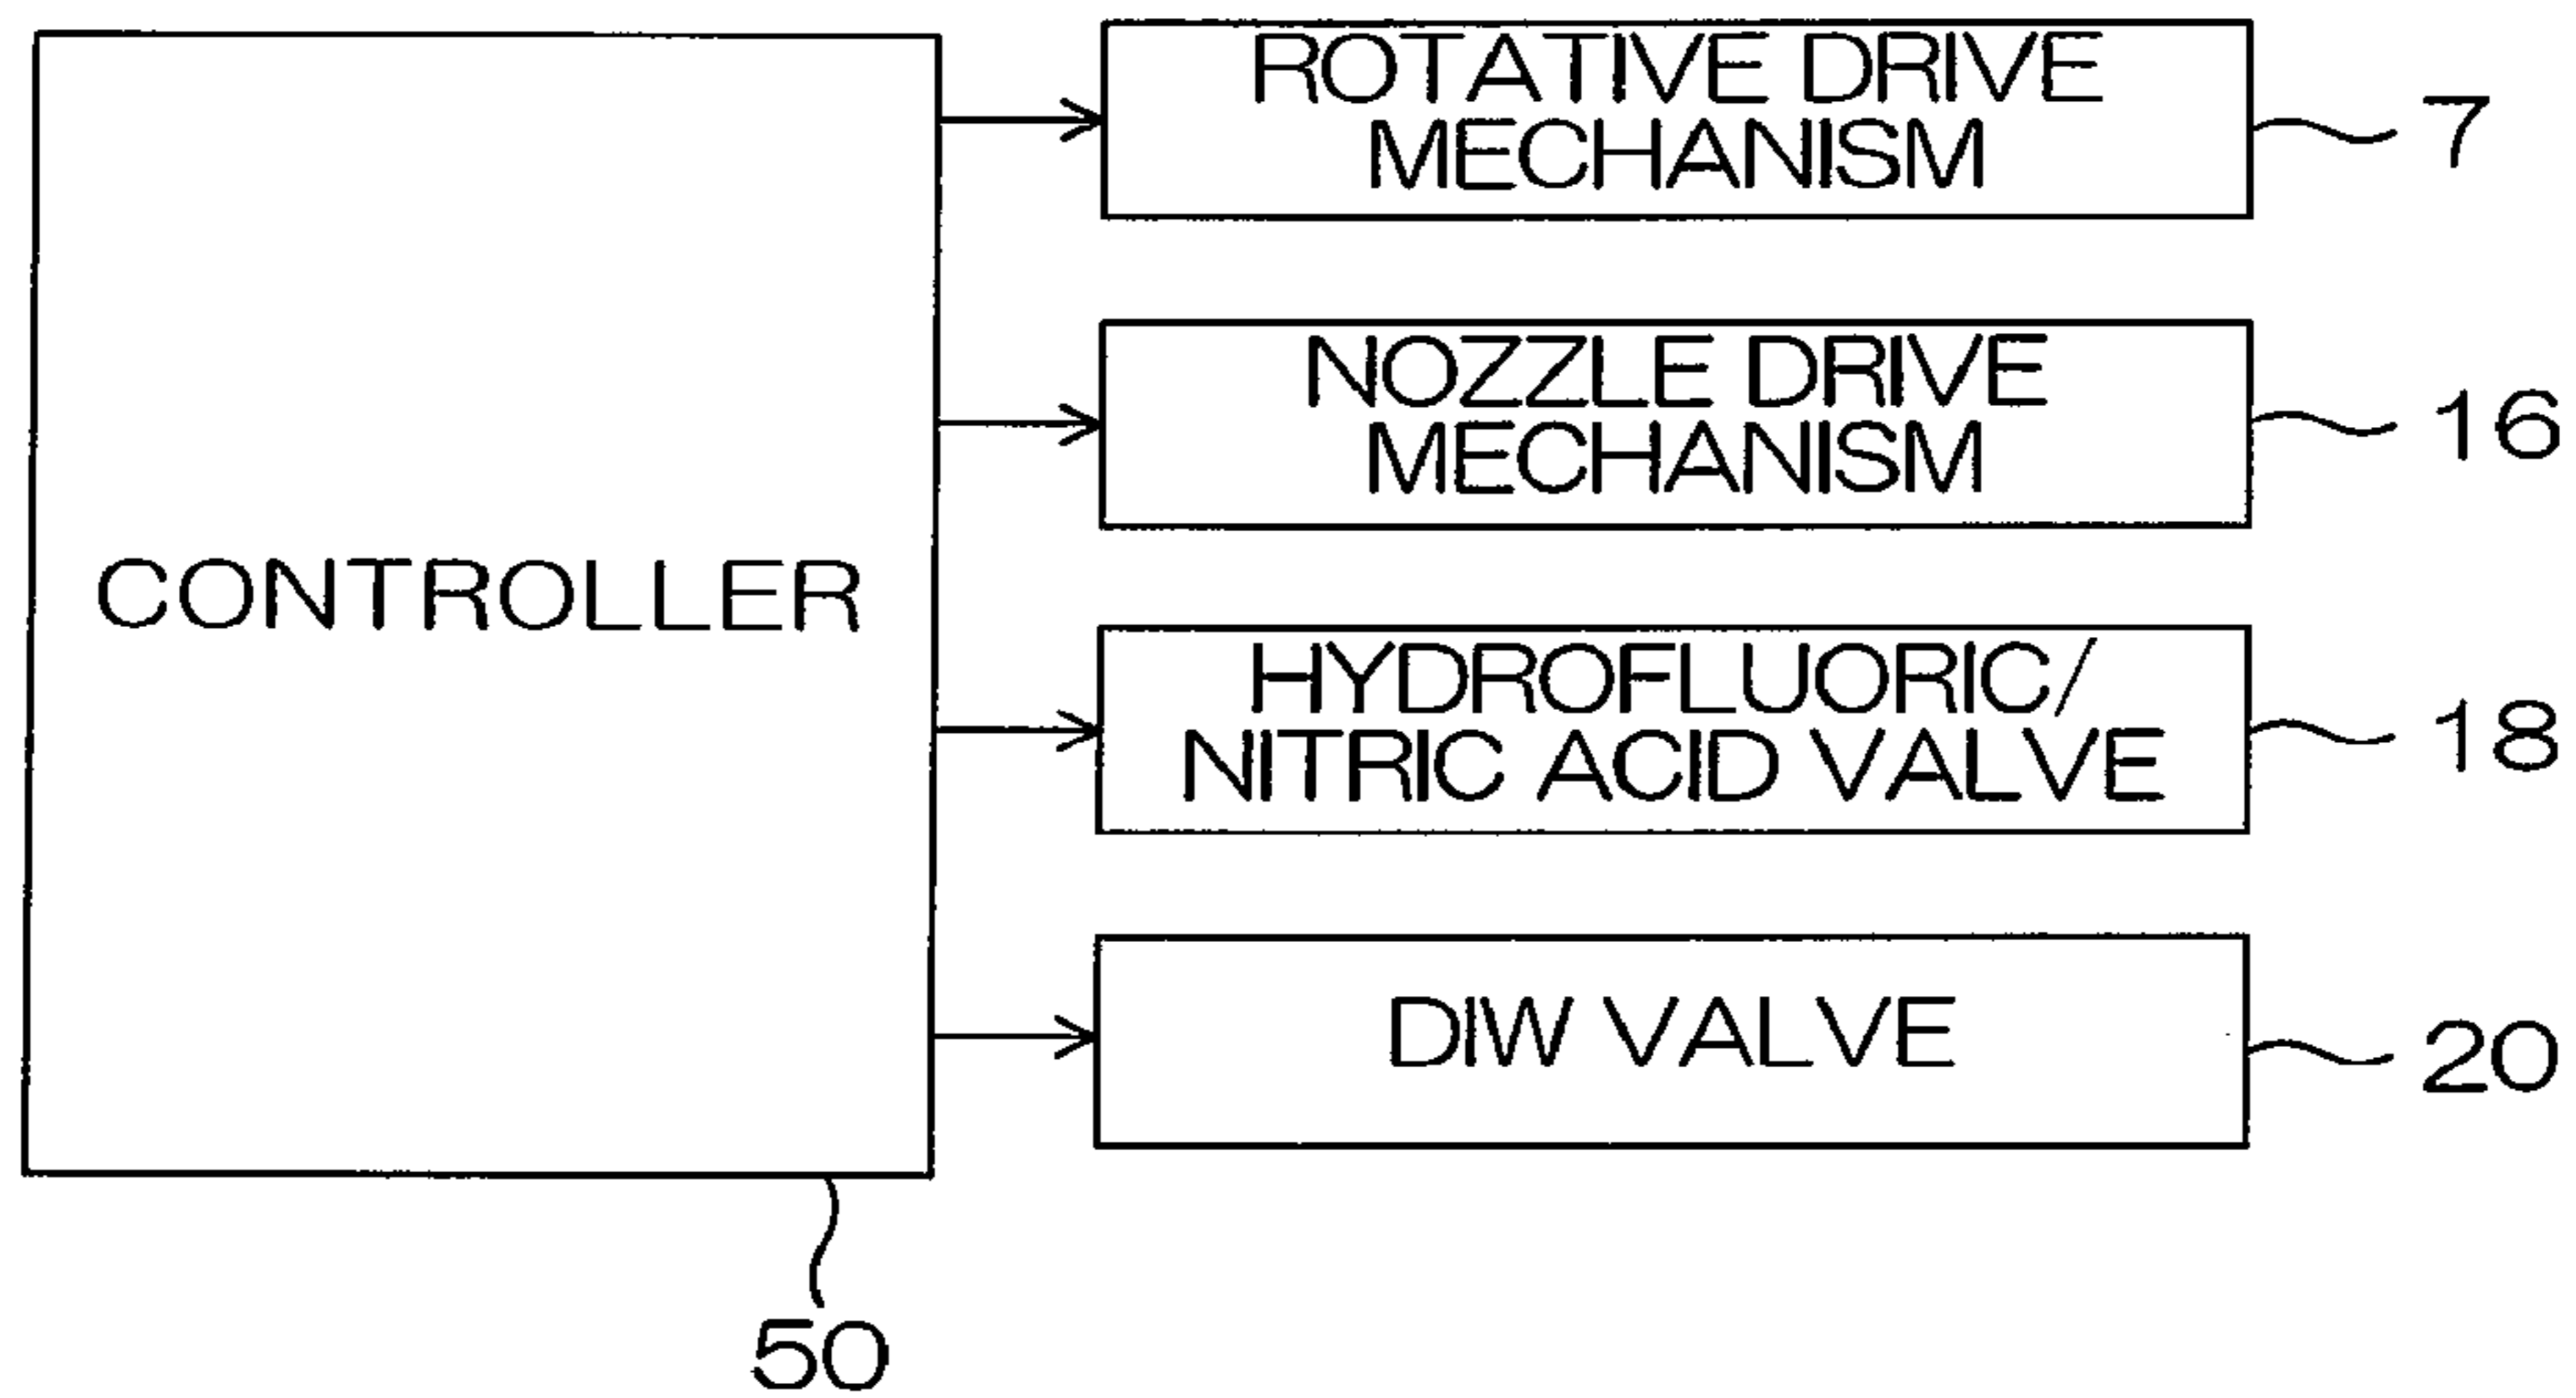 ROTATIVE DRIVE
MECHANISM
7
NOZZLE DRIVE
MECHANISM
16
CONTROLLER
HYDROFLUORIC/
NITRIC ACID VALVE
18
DIW VALVE
20
50